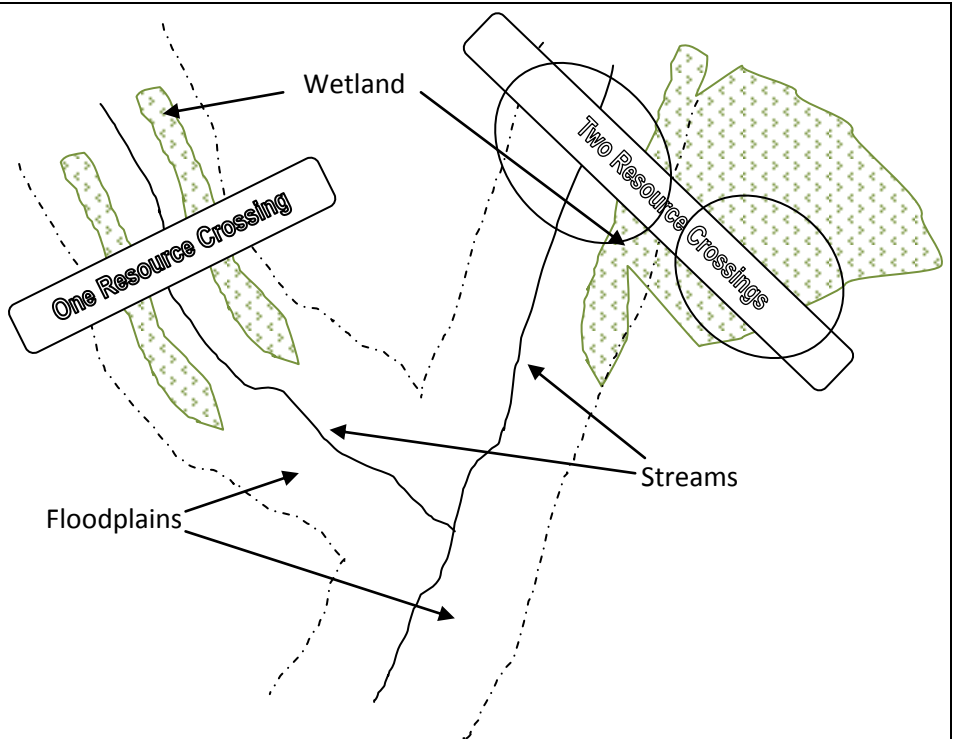 Wetland
Two Resource Crossings
One Resource Crossing
Streams
Floodplains